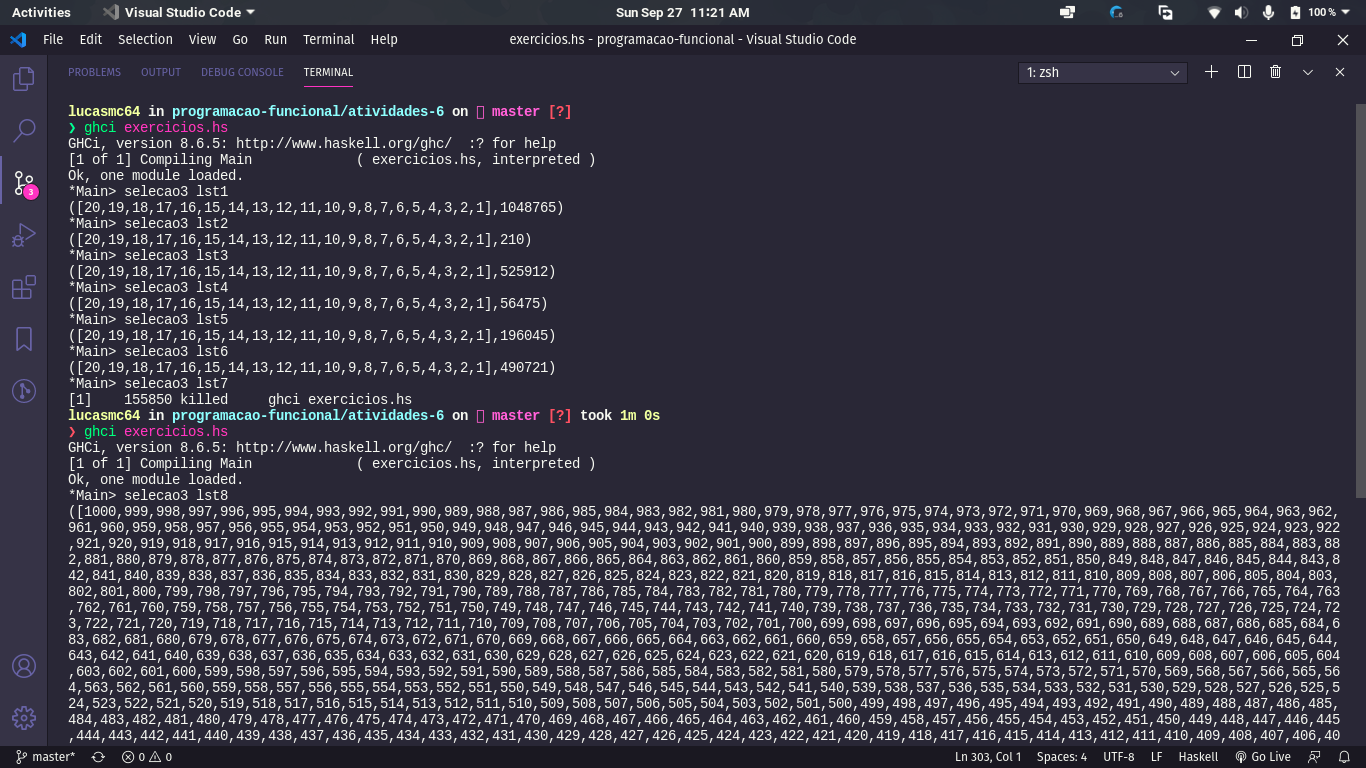 Activities
Visual Studio Code
Sun Sep 27 11:21 AM
100 %
File Edit Selection View Go Run Terminal Help
exercicios.hs - programacao-funcional - Visual Studio Code
PROBLEMS OUTPUT DEBUG CONSOLE TERMINAL
1: zsh
lucasmc64 in programacao-funcional/atividades-6 on master [?]
❯ ghci exercicios.hs
GHCi, version 8.6.5: http://www.haskell.org/ghc/  :? for help
[1 of 1] Compiling Main             ( exercicios.hs, interpreted )
Ok, one module loaded.
*Main> selecao3 lst1
([20,19,18,17,16,15,14,13,12,11,10,9,8,7,6,5,4,3,2,1],1048765)
*Main> selecao3 lst2
([20,19,18,17,16,15,14,13,12,11,10,9,8,7,6,5,4,3,2,1],210)
*Main> selecao3 lst3
([20,19,18,17,16,15,14,13,12,11,10,9,8,7,6,5,4,3,2,1],525912)
*Main> selecao3 lst4
([20,19,18,17,16,15,14,13,12,11,10,9,8,7,6,5,4,3,2,1],56475)
*Main> selecao3 lst5
([20,19,18,17,16,15,14,13,12,11,10,9,8,7,6,5,4,3,2,1],196045)
*Main> selecao3 lst6
([20,19,18,17,16,15,14,13,12,11,10,9,8,7,6,5,4,3,2,1],490721)
*Main> selecao3 lst7
[1]    155850 killed     ghci exercicios.hs
lucasmc64 in programacao-funcional/atividades-6 on master [?] took 1m 0s
❯ ghci exercicios.hs
GHCi, version 8.6.5: http://www.haskell.org/ghc/  :? for help
[1 of 1] Compiling Main             ( exercicios.hs, interpreted )
Ok, one module loaded.
*Main> selecao3 lst8
([1000,999,998,997,996,995,994,993,992,991,990,989,988,987,986,985,984,983,982,981,980,979,978,977,976,975,974,973,972,971,970,969,968,967,966,965,964,963,962,
961,960,959,958,957,956,955,954,953,952,951,950,949,948,947,946,945,944,943,942,941,940,939,938,937,936,935,934,933,932,931,930,929,928,927,926,925,924,923,922
,921,920,919,918,917,916,915,914,913,912,911,910,909,908,907,906,905,904,903,902,901,900,899,898,897,896,895,894,893,892,891,890,889,888,887,886,885,884,883,88
2,881,880,879,878,877,876,875,874,873,872,871,870,869,868,867,866,865,864,863,862,861,860,859,858,857,856,855,854,853,852,851,850,849,848,847,846,845,844,843,8
42,841,840,839,838,837,836,835,834,833,832,831,830,829,828,827,826,825,824,823,822,821,820,819,818,817,816,815,814,813,812,811,810,809,808,807,806,805,804,803,
802,801,800,799,798,797,796,795,794,793,792,791,790,789,788,787,786,785,784,783,782,781,780,779,778,777,776,775,774,773,772,771,770,769,768,767,766,765,764,763
,762,761,760,759,758,757,756,755,754,753,752,751,750,749,748,747,746,745,744,743,742,741,740,739,738,737,736,735,734,733,732,731,730,729,728,727,726,725,724,72
3,722,721,720,719,718,717,716,715,714,713,712,711,710,709,708,707,706,705,704,703,702,701,700,699,698,697,696,695,694,693,692,691,690,689,688,687,686,685,684,6
83,682,681,680,679,678,677,676,675,674,673,672,671,670,669,668,667,666,665,664,663,662,661,660,659,658,657,656,655,654,653,652,651,650,649,648,647,646,645,644,
643,642,641,640,639,638,637,636,635,634,633,632,631,630,629,628,627,626,625,624,623,622,621,620,619,618,617,616,615,614,613,612,611,610,609,608,607,606,605,604
,603,602,601,600,599,598,597,596,595,594,593,592,591,590,589,588,587,586,585,584,583,582,581,580,579,578,577,576,575,574,573,572,571,570,569,568,567,566,565,56
4,563,562,561,560,559,558,557,556,555,554,553,552,551,550,549,548,547,546,545,544,543,542,541,540,539,538,537,536,535,534,533,532,531,530,529,528,527,526,525,5
24,523,522,521,520,519,518,517,516,515,514,513,512,511,510,509,508,507,506,505,504,503,502,501,500,499,498,497,496,495,494,493,492,491,490,489,488,487,486,485,
484,483,482,481,480,479,478,477,476,475,474,473,472,471,470,469,468,467,466,465,464,463,462,461,460,459,458,457,456,455,454,453,452,451,450,449,448,447,446,445
,444,443,442,441,440,439,438,437,436,435,434,433,432,431,430,429,428,427,426,425,424,423,422,421,420,419,418,417,416,415,414,413,412,411,410,409,408,407,406,40
3
master*
0 0
Ln 303, Col 1
Spaces: 4
UTF-8
LF
Haskell
Go Live